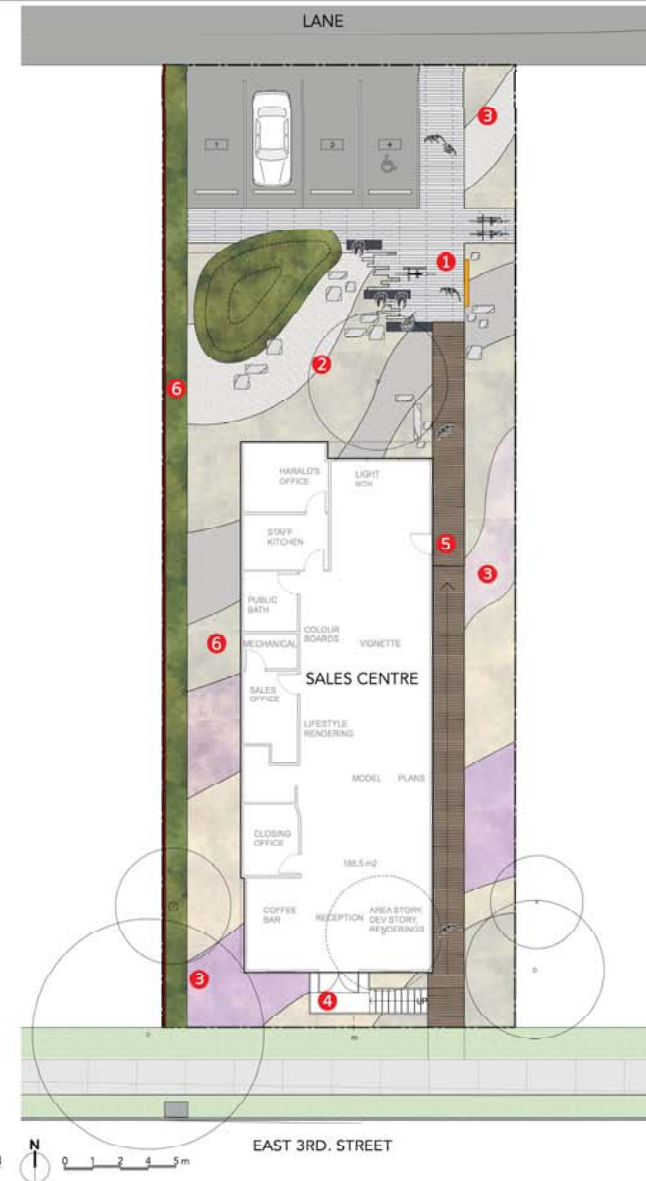 LANE
3
1
3
4
1
2
6
HARALD'S
OFFICE
LIGHT
BOX
STAFF
KITCHEN
5
3
PUBLIC
BATH
COLOUR
BOARDS
6
MECHANICAL
VIGNETTE
SALES CENTRE
SALES
OFFICE
LIFESTYLE
RENDERING
MODEL
PLANS
CLOSING
OFFICE
186.5 m2
COFFEE
BAR
RECEPTION
AREA STORY,
DEV STORY,
RENDERINGS
3
4
UP
EAST 3RD. STREET
N
0 1 2 4 5 m